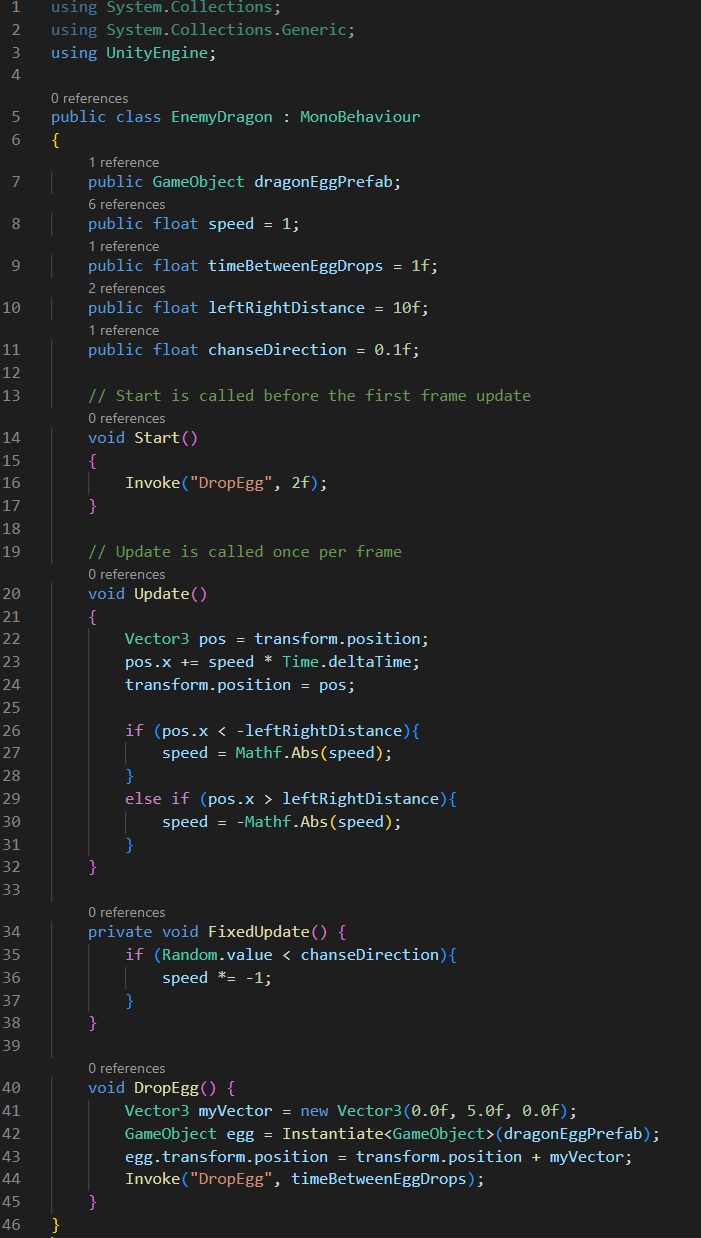 1 using System.Collections;
2 using System.Collections.Generic;
3 using UnityEngine;
4
0 references
5 public class EnemyDragon : MonoBehaviour
6 {
1 reference
7 public GameObject dragonEggPrefab;
6 references
8 public float speed = 1;
1 reference
9 public float timeBetweenEggDrops = 1f;
2 references
10 public float leftRightDistance = 10f;
1 reference
11 public float chanseDirection = 0.1f;
12
13 // Start is called before the first frame update
0 references
14 void Start()
15 {
16 Invoke("DropEgg", 2f);
17 }
18
19 // Update is called once per frame
0 references
20 void Update()
21 {
22 Vector3 pos = transform.position;
23 pos.x += speed * Time.deltaTime;
24 transform.position = pos;
25
26 if (pos.x < -leftRightDistance){
27 speed = Mathf.Abs(speed);
28 }
29 else if (pos.x > leftRightDistance){
30 speed = -Mathf.Abs(speed);
31 }
32 }
33
0 references
34 private void FixedUpdate() {
35 if (Random.value < chanseDirection){
36 speed *= -1;
37 }
38 }
39
0 references
40 void DropEgg() {
41 Vector3 myVector = new Vector3(0.0f, 5.0f, 0.0f);
42 GameObject egg = Instantiate<GameObject>(dragonEggPrefab);
43 egg.transform.position = transform.position + myVector;
44 Invoke("DropEgg", timeBetweenEggDrops);
45 }
46 }